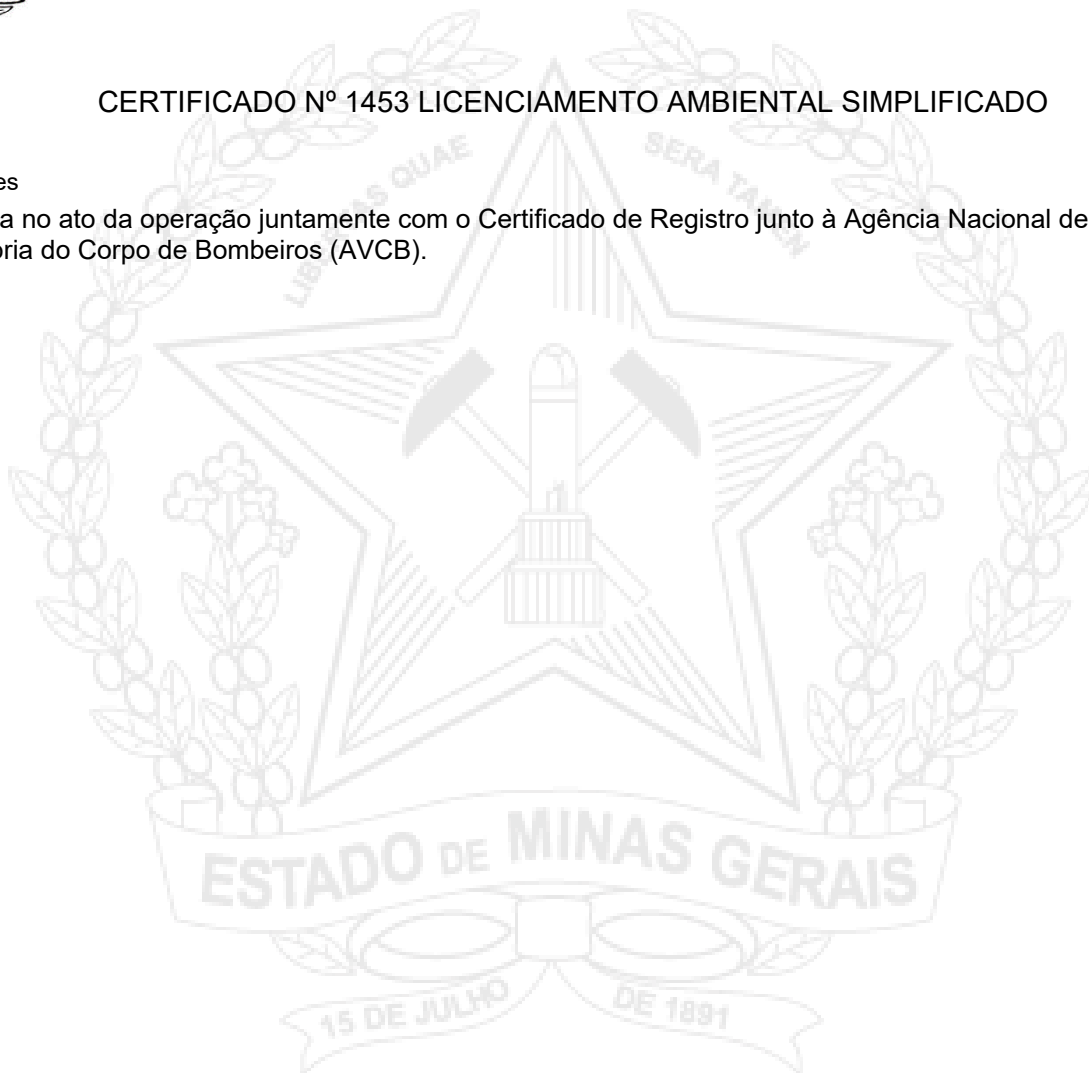 CERTIFICADO Nº 1453 LICENCIAMENTO AMBIENTAL SIMPLIFICADO
LIBERTAS QUAE SERA TAMEN
es
a no ato da operação juntamente com o Certificado de Registro junto à Agência Nacional de
oria do Corpo de Bombeiros (AVCB).
ESTADO DE MINAS GERAIS
15 DE JULHO DE 1891